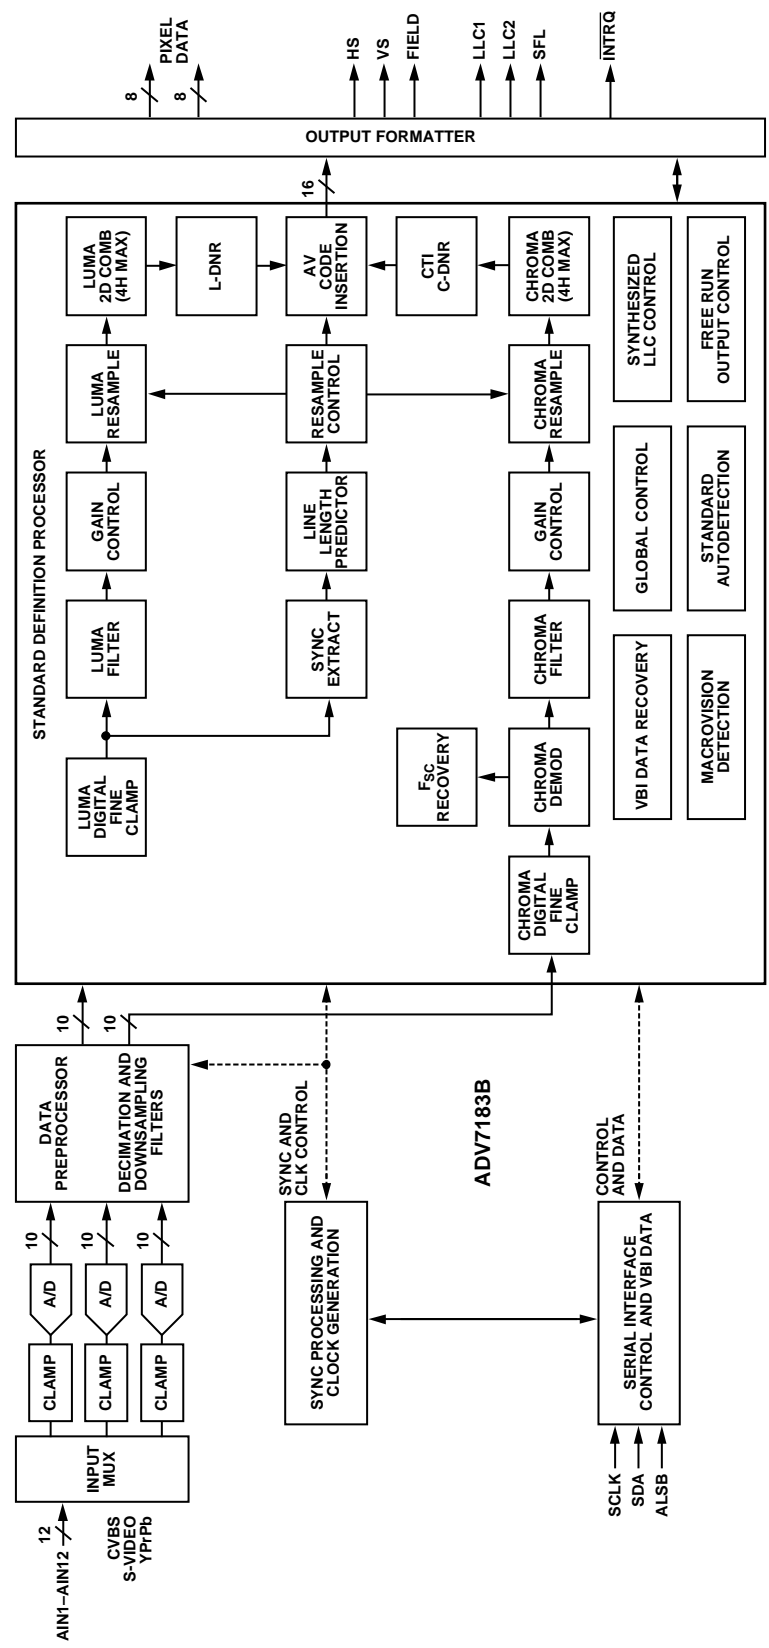 AIN1–AIN12
12
CVBS
S-VIDEO
YPrPb
INPUT
MUX
CLAMP
CLAMP
CLAMP
A/D
A/D
A/D
10
10
10
DATA
PREPROCESSOR
DECIMATION AND
DOWNSAMPLING
FILTERS
10
10
SYNC PROCESSING AND
CLOCK GENERATION
SYNC AND
CLK CONTROL
SCLK
SDA
ALSB
SERIAL INTERFACE
CONTROL AND VBI DATA
CONTROL
AND DATA
ADV7183B
STANDARD DEFINITION PROCESSOR
LUMA
DIGITAL
FINE
CLAMP
LUMA
FILTER
GAIN
CONTROL
LUMA
RESAMPLE
LUMA
2D COMB
(4H MAX)
L-DNR
SYNC
EXTRACT
LINE
LENGTH
PREDICTOR
RESAMPLE
CONTROL
AV
CODE
INSERTION
CHROMA
DIGITAL
FINE
CLAMP
CHROMA
DEMOD
FSC
RECOVERY
CHROMA
FILTER
GAIN
CONTROL
CHROMA
RESAMPLE
CHROMA
2D COMB
(4H MAX)
CTI
C-DNR
VBI DATA RECOVERY
GLOBAL CONTROL
SYNTHESIZED
LLC CONTROL
MACROVISION
DETECTION
STANDARD
AUTODETECTION
FREE RUN
OUTPUT CONTROL
16
OUTPUT FORMATTER
8
8
PIXEL
DATA
HS
VS
FIELD
LLC1
LLC2
SFL
INTRQ